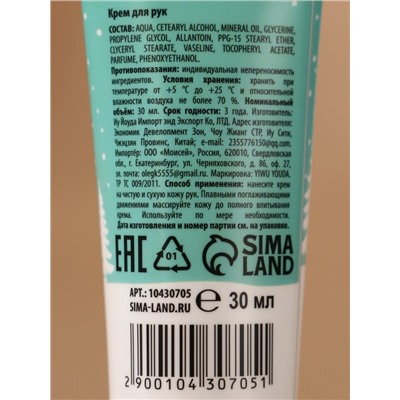 Крем для рук
СОСТАВ: AQUA, CETEARYL ALCOHOL, MINERAL OIL, GLYCERINE,
PROPYLENE GLYCOL, ALLANTOIN, PPG-15 STEARYL ETHER,
GLYCERYL STEARATE, VASELINE, TOCOPHERYL ACETATE,
PARFUME, PHENOXYETHANOL.
Противопоказания: индивидуальная непереносимость
ингредиентов. Условия хранения: хранить при
температуре от +5 °С до +25 °С и относительной
влажности воздуха не более 70 %. Номинальный
объём: 30 мл. Срок годности: 3 года. Изготовитель:
Иу Йоуда Импорт энд Экспорт Ко, ЛТД. Адрес изготовителя:
Экономик Девелопмент Зон, Чоу Жианг СТР, Иу Сити,
Чжэцзян Провинс, Китай; e-mail: 2355776150@qq.com.
Импортёр: ООО «Моисей», Россия, 620010, Свердловская
обл., г. Екатеринбург, ул. Черняховского, д. 86, оф. 27,
e-mail: olegk5555@gmail.ru. Маркировка: YIWU YOUDA.
ТР ТС 009/2011. Способ применения: нанесите крем
на чистую и сухую кожу рук. Плавными поглаживающими
движениями массируйте кожу до полного впитывания
крема. Используйте по мере необходимости.
Дата изготовления и номер партии см. на упаковке.
EAC 01 SIMA
LAND
АРТ.: 10430705
SIMA-LAND.RU
℮ 30 мл
2 900104 307051